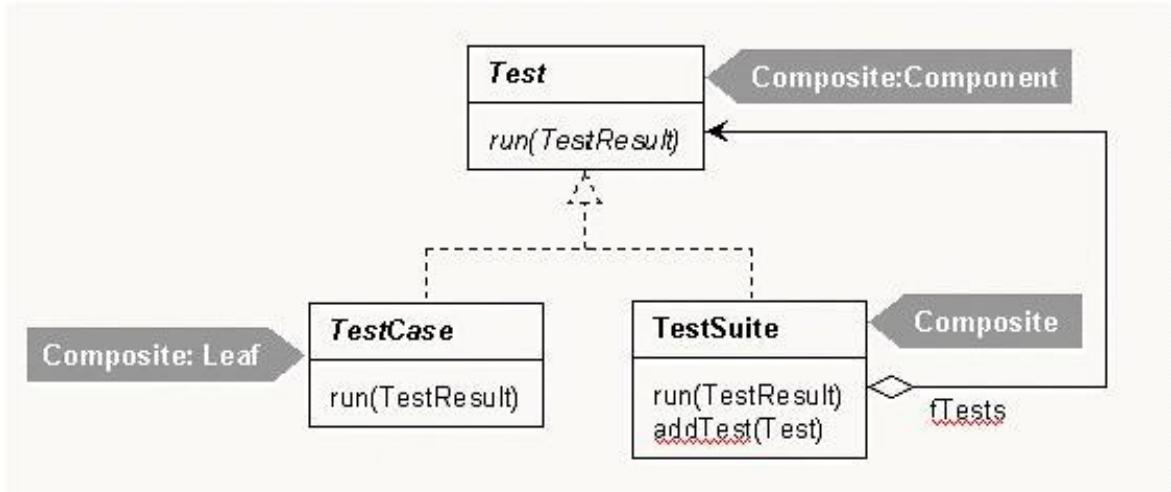 Test
Composite:Component
run(TestResult)
TestCase
Composite: Leaf
run(TestResult)
TestSuite
Composite
run(TestResult)
addTest(Test)
fTests